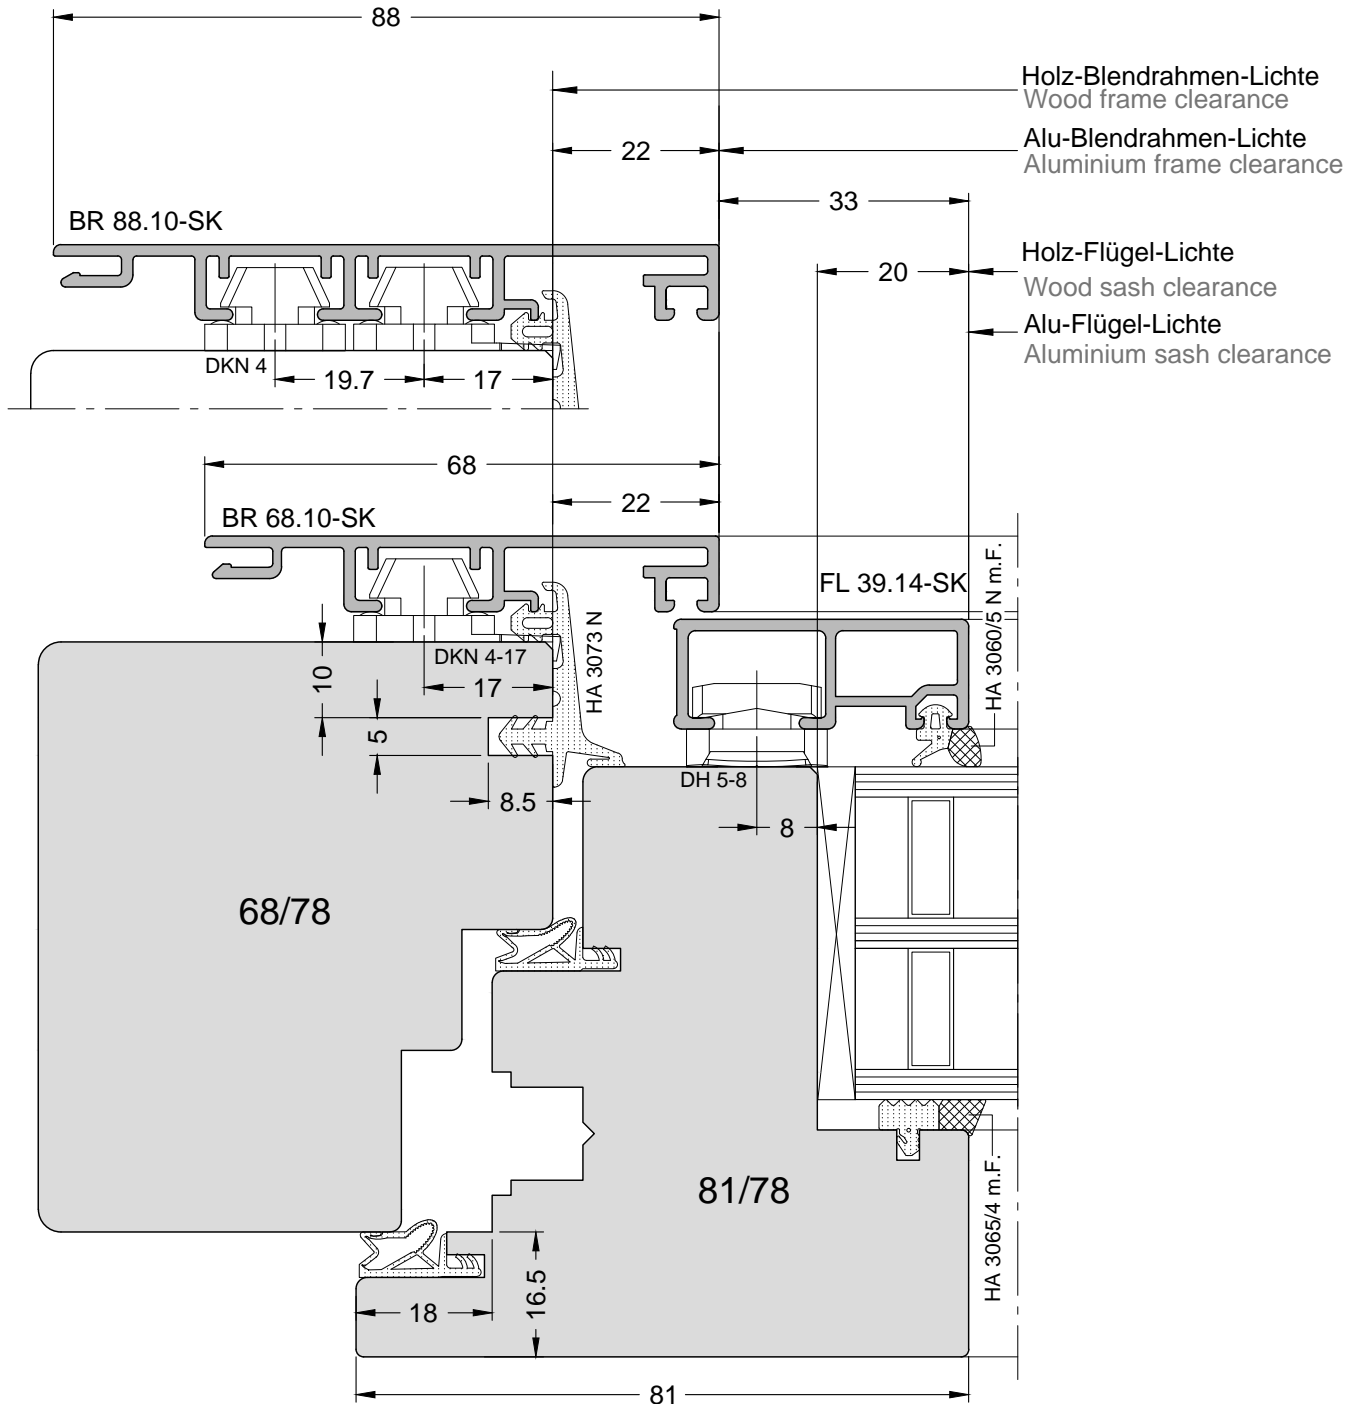 88
Holz-Blendrahmen-Lichte
Wood frame clearance
22
Alu-Blendrahmen-Lichte
Aluminium frame clearance
33
BR 88.10-SK
Holz-Flügel-Lichte
20
Wood sash clearance
Alu-Flügel-Lichte
Aluminium sash clearance
DKN 4
19.7
17
68
22
BR 68.10-SK
FL 39.14-SK
HA 3060/5 N m.F.
HA 3073 N
DKN 4-17
10
17
5
DH 5-8
8.5
8
68/78
81/78
HA 3065/4 m.F.
16.5
18
81